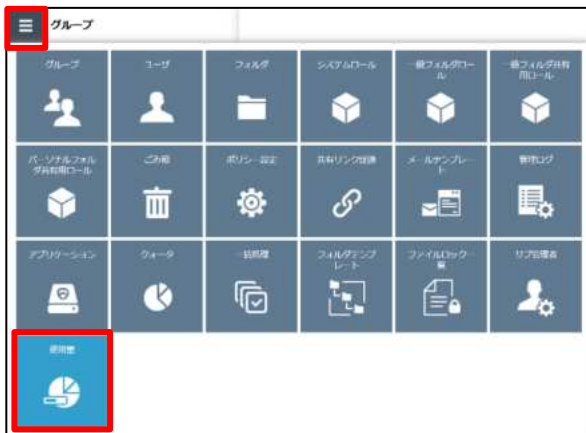 グループ
グループ
ユーザ
フォルダ
システムロール
一般フォルダロー
ル
一般フォルダ共有
用ロール
パーソナルフォル
ダ共有用ロール
ごみ箱
ポリシー設定
共有リンク証跡
メールテンプレー
ト
管理ログ
アプリケーション
クォータ
一括処理
フォルダテンプ
レート
ファイルロック一
覧
サブ管理者
使用量